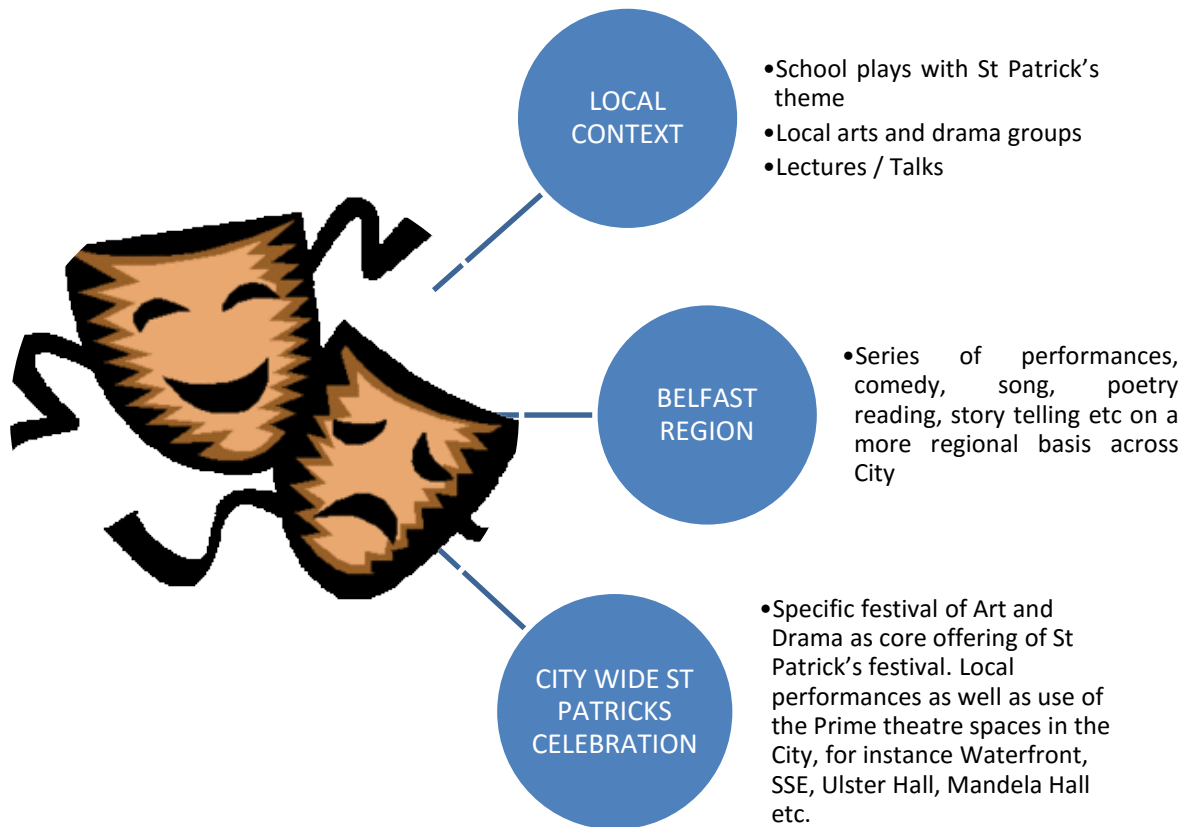 LOCAL
CONTEXT
•School plays with St Patrick's
theme
•Local arts and drama groups
•Lectures / Talks
BELFAST
REGION
•Series of performances,
comedy, song, poetry
reading, story telling etc on a
more regional basis across
City
CITY WIDE ST
PATRICKS
CELEBRATION
•Specific festival of Art and
Drama as core offering of St
Patrick's festival. Local
performances as well as use of
the Prime theatre spaces in the
City, for instance Waterfront,
SSE, Ulster Hall, Mandela Hall
etc.